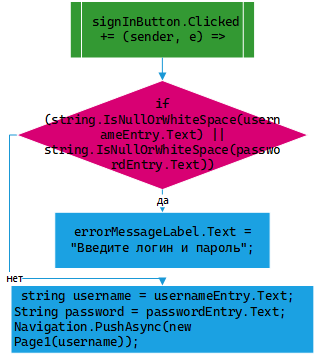 signInButton.Clicked
+= (sender, e) =>
if
(string.IsNullOrWhiteSpace(usern
ameEntry.Text) ||
string.IsNullOrWhiteSpace(passwo
rdEntry.Text))
да
errorMessageLabel.Text =
"Введите логин и пароль";
нет
string username = usernameEntry.Text;
String password = passwordEntry.Text;
Navigation.PushAsync(new
Page1(username));